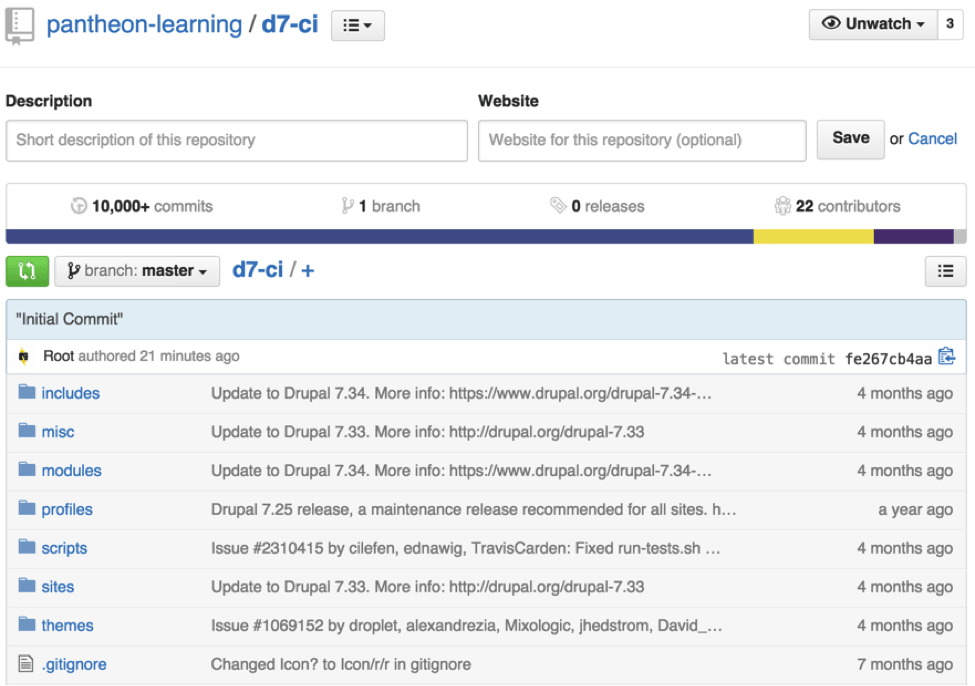 pantheon-learning / d7-ci
Unwatch 3
Description Website
Short description of this repository Website for this repository (optional) Save or Cancel
10,000+ commits 1 branch 0 releases 22 contributors
branch: master d7-ci / +
"Initial Commit"
Root authored 21 minutes ago latest commit fe267cb4aa
includes Update to Drupal 7.34. More info: https://www.drupal.org/drupal-7.34-… 4 months ago
misc Update to Drupal 7.33. More info: http://drupal.org/drupal-7.33 4 months ago
modules Update to Drupal 7.34. More info: https://www.drupal.org/drupal-7.34-… 4 months ago
profiles Drupal 7.25 release, a maintenance release recommended for all sites. h… a year ago
scripts Issue #2310415 by cilefen, ednawig, TravisCarden: Fixed run-tests.sh … 4 months ago
sites Update to Drupal 7.33. More info: http://drupal.org/drupal-7.33 4 months ago
themes Issue #1069152 by droplet, alexandrezia, Mixologic, jhedstrom, David_… 4 months ago
.gitignore Changed Icon? to Icon/r/r in gitignore 7 months ago